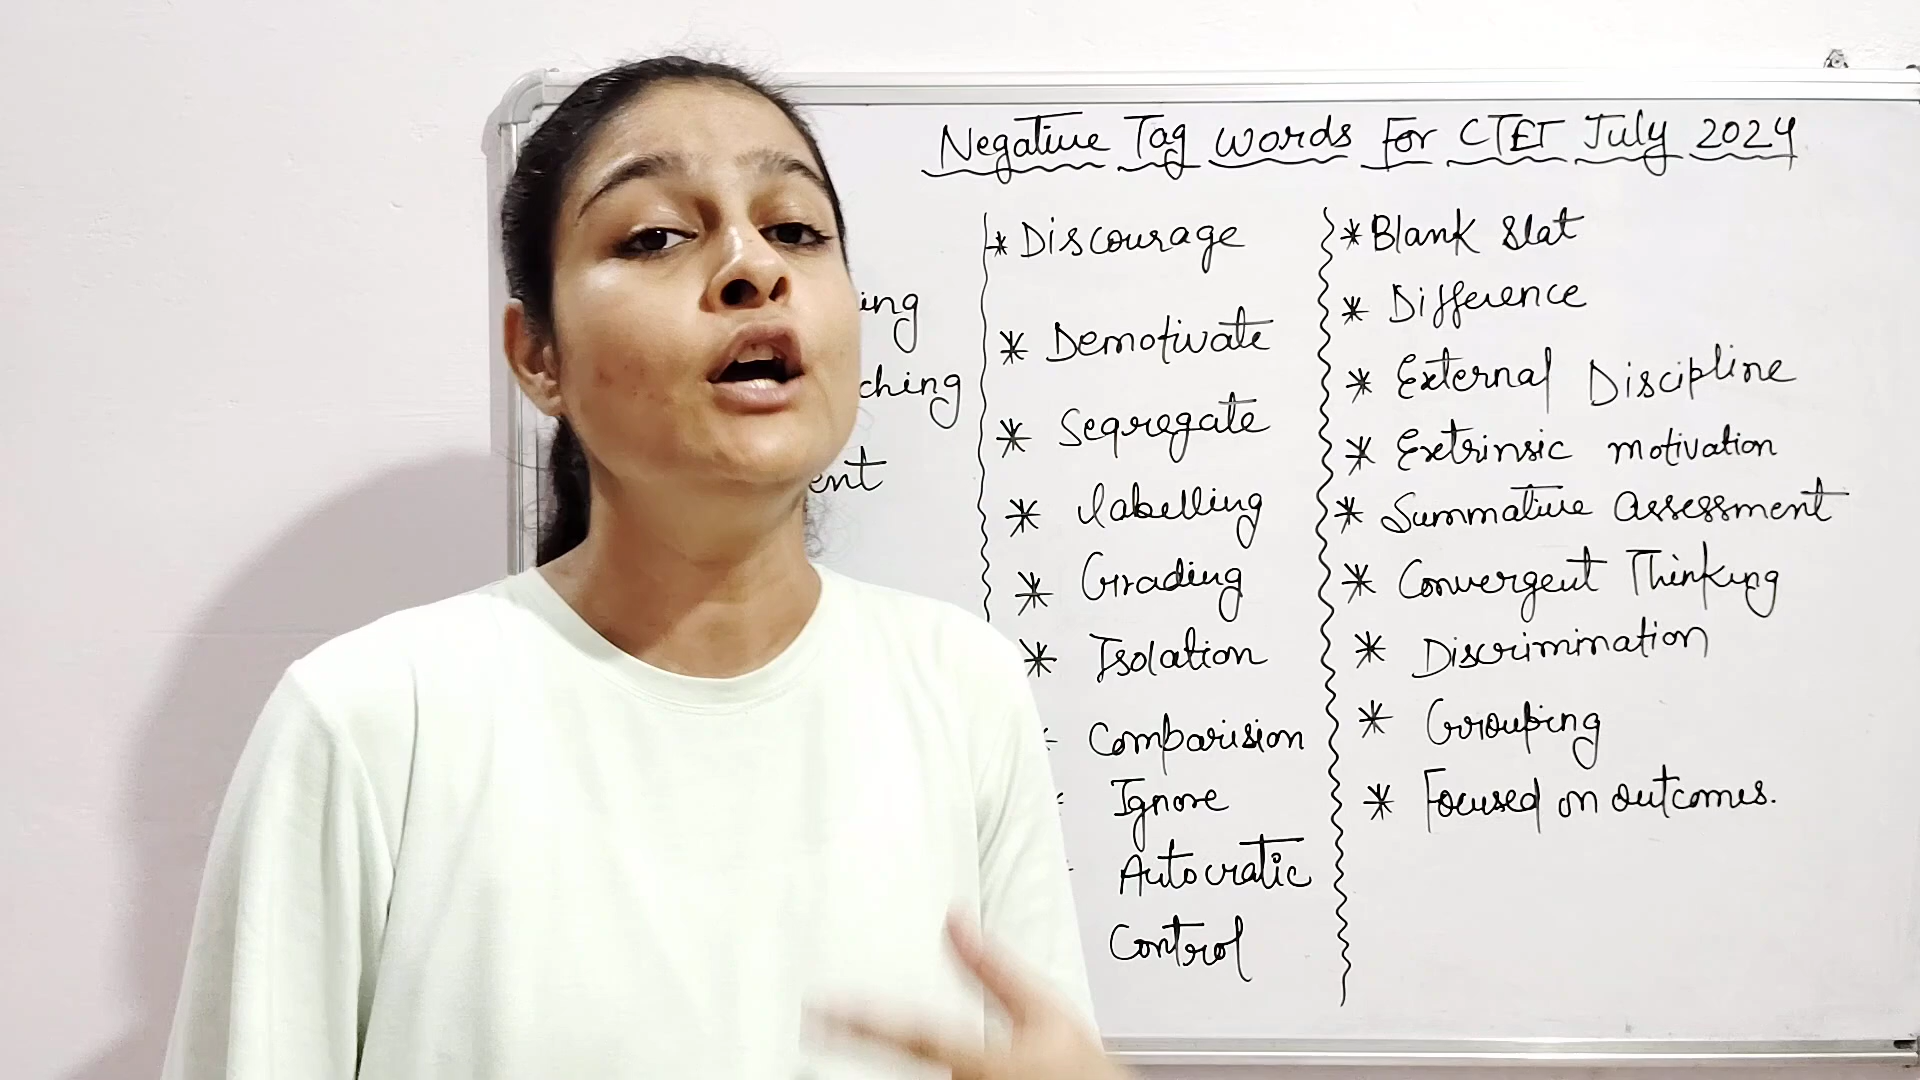 Negative Tag words For CTET July 2024
ing
ching
ent
* Discourage
* Demotivate
* Segregate
* labelling
* Grading
* Isolation
* Comparision
Ignore
Autocratic
Control
* Blank Slat
* Difference
* External Discipline
* Extrinsic motivation
* Summative assessment
* Convergent Thinking
* Discrimination
* Grouping
* Focused on outcomes.